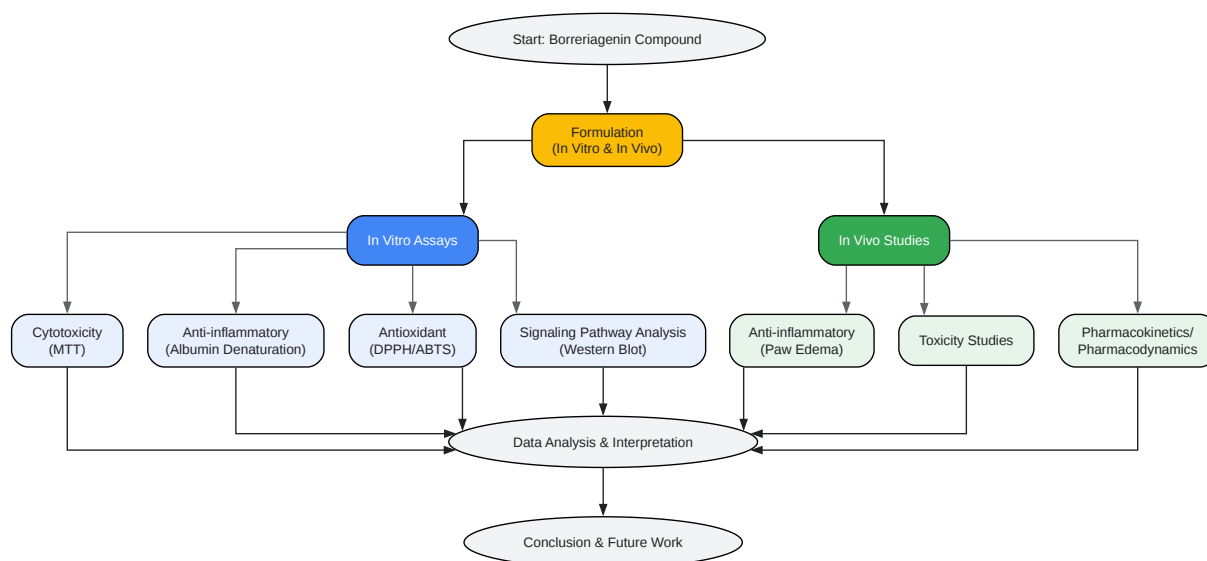 Start: Borreriagenin Compound
Formulation
(In Vitro & In Vivo)
In Vitro Assays
In Vivo Studies
Cytotoxicity
(MTT)
Anti-inflammatory
(Albumin Denaturation)
Antioxidant
(DPPH/ABTS)
Signaling Pathway Analysis
(Western Blot)
Anti-inflammatory
(Paw Edema)
Toxicity Studies
Pharmacokinetics/
Pharmacodynamics
Data Analysis & Interpretation
Conclusion & Future Work